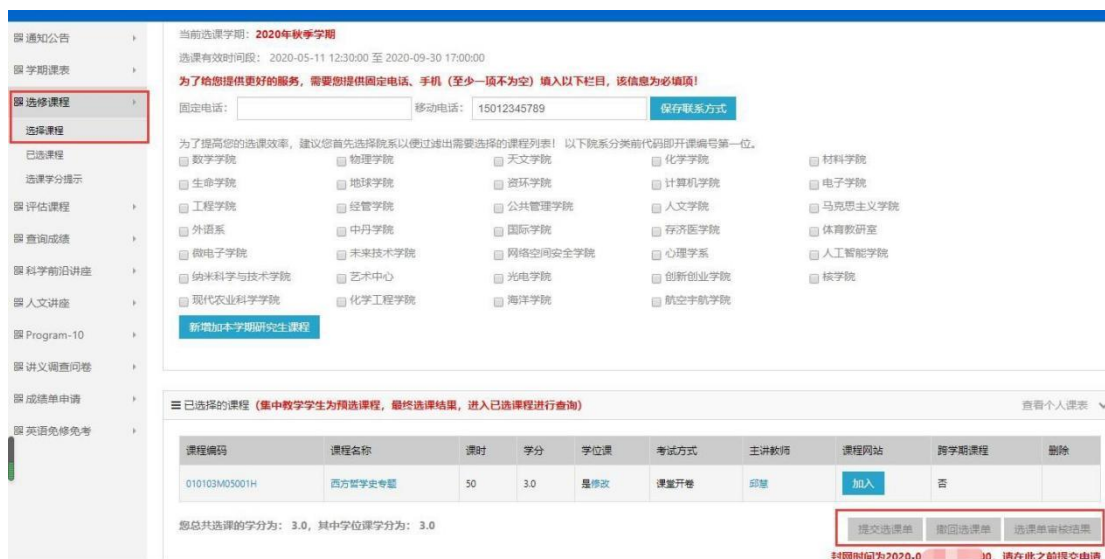 通知公告
学期课表
选修课程
选择课程
已选课程
选课学分提示
评估课程
查询成绩
科学前沿讲座
人文讲座
Program-10
讲义调查问卷
成绩单申请
英语免修免考
当前选课学期：2020年秋季学期
选课有效时间段： 2020-05-11 12:30:00 至 2020-09-30 17:00:00
为了给您提供更好的服务，需要您提供固定电话、手机（至少一项不为空）填入以下栏目，该信息为必填项！
固定电话： 移动电话： 15012345789 保存联系方式
为了提高您的选课效率，建议您首先选择院系以便过滤出需要选择的课程列表！ 以下院系分类前代码即开课编号第一位。
数学学院 物理学院 天文学院 化学学院 材料学院
生命学院 地球学院 资环学院 计算机学院 电子学院
工程学院 经管学院 公共管理学院 人文学院 马克思主义学院
外语系 中丹学院 国际学院 存济医学院 体育教研室
微电子学院 未来技术学院 网络空间安全学院 心理学系 人工智能学院
纳米科学与技术学院 艺术中心 光电学院 创新创业学院 核学院
现代农业科学学院 化学工程学院 海洋学院 航空宇航学院
新增加本学期研究生课程
已选择的课程（集中教学学生为预选课程，最终选课结果，进入已选课程进行查询） 查看个人课表
课程编码 课程名称 课时 学分 学位课 考试方式 主讲教师 课程网站 跨学期课程 删除
010103M05001H 西方哲学史专题 50 3.0 是修改 课堂开卷 邱慧 加入 否
您总共选课的学分为： 3.0，其中学位课学分为： 3.0
提交选课单 撤回选课单 选课单审核结果
封网时间为2020-0 00，请在此之前提交申请